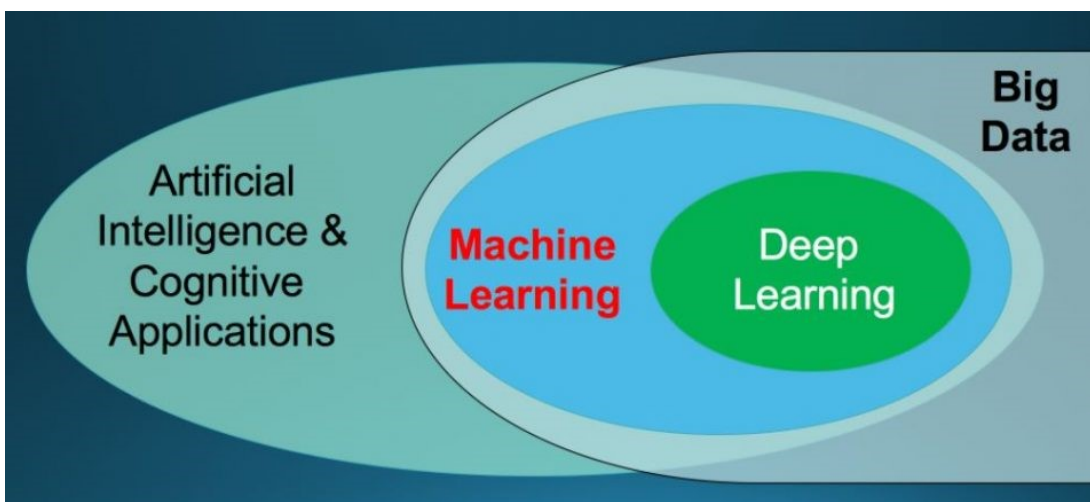 Artificial
Intelligence &
Cognitive
Applications
Machine
Learning
Deep
Learning
Big
Data